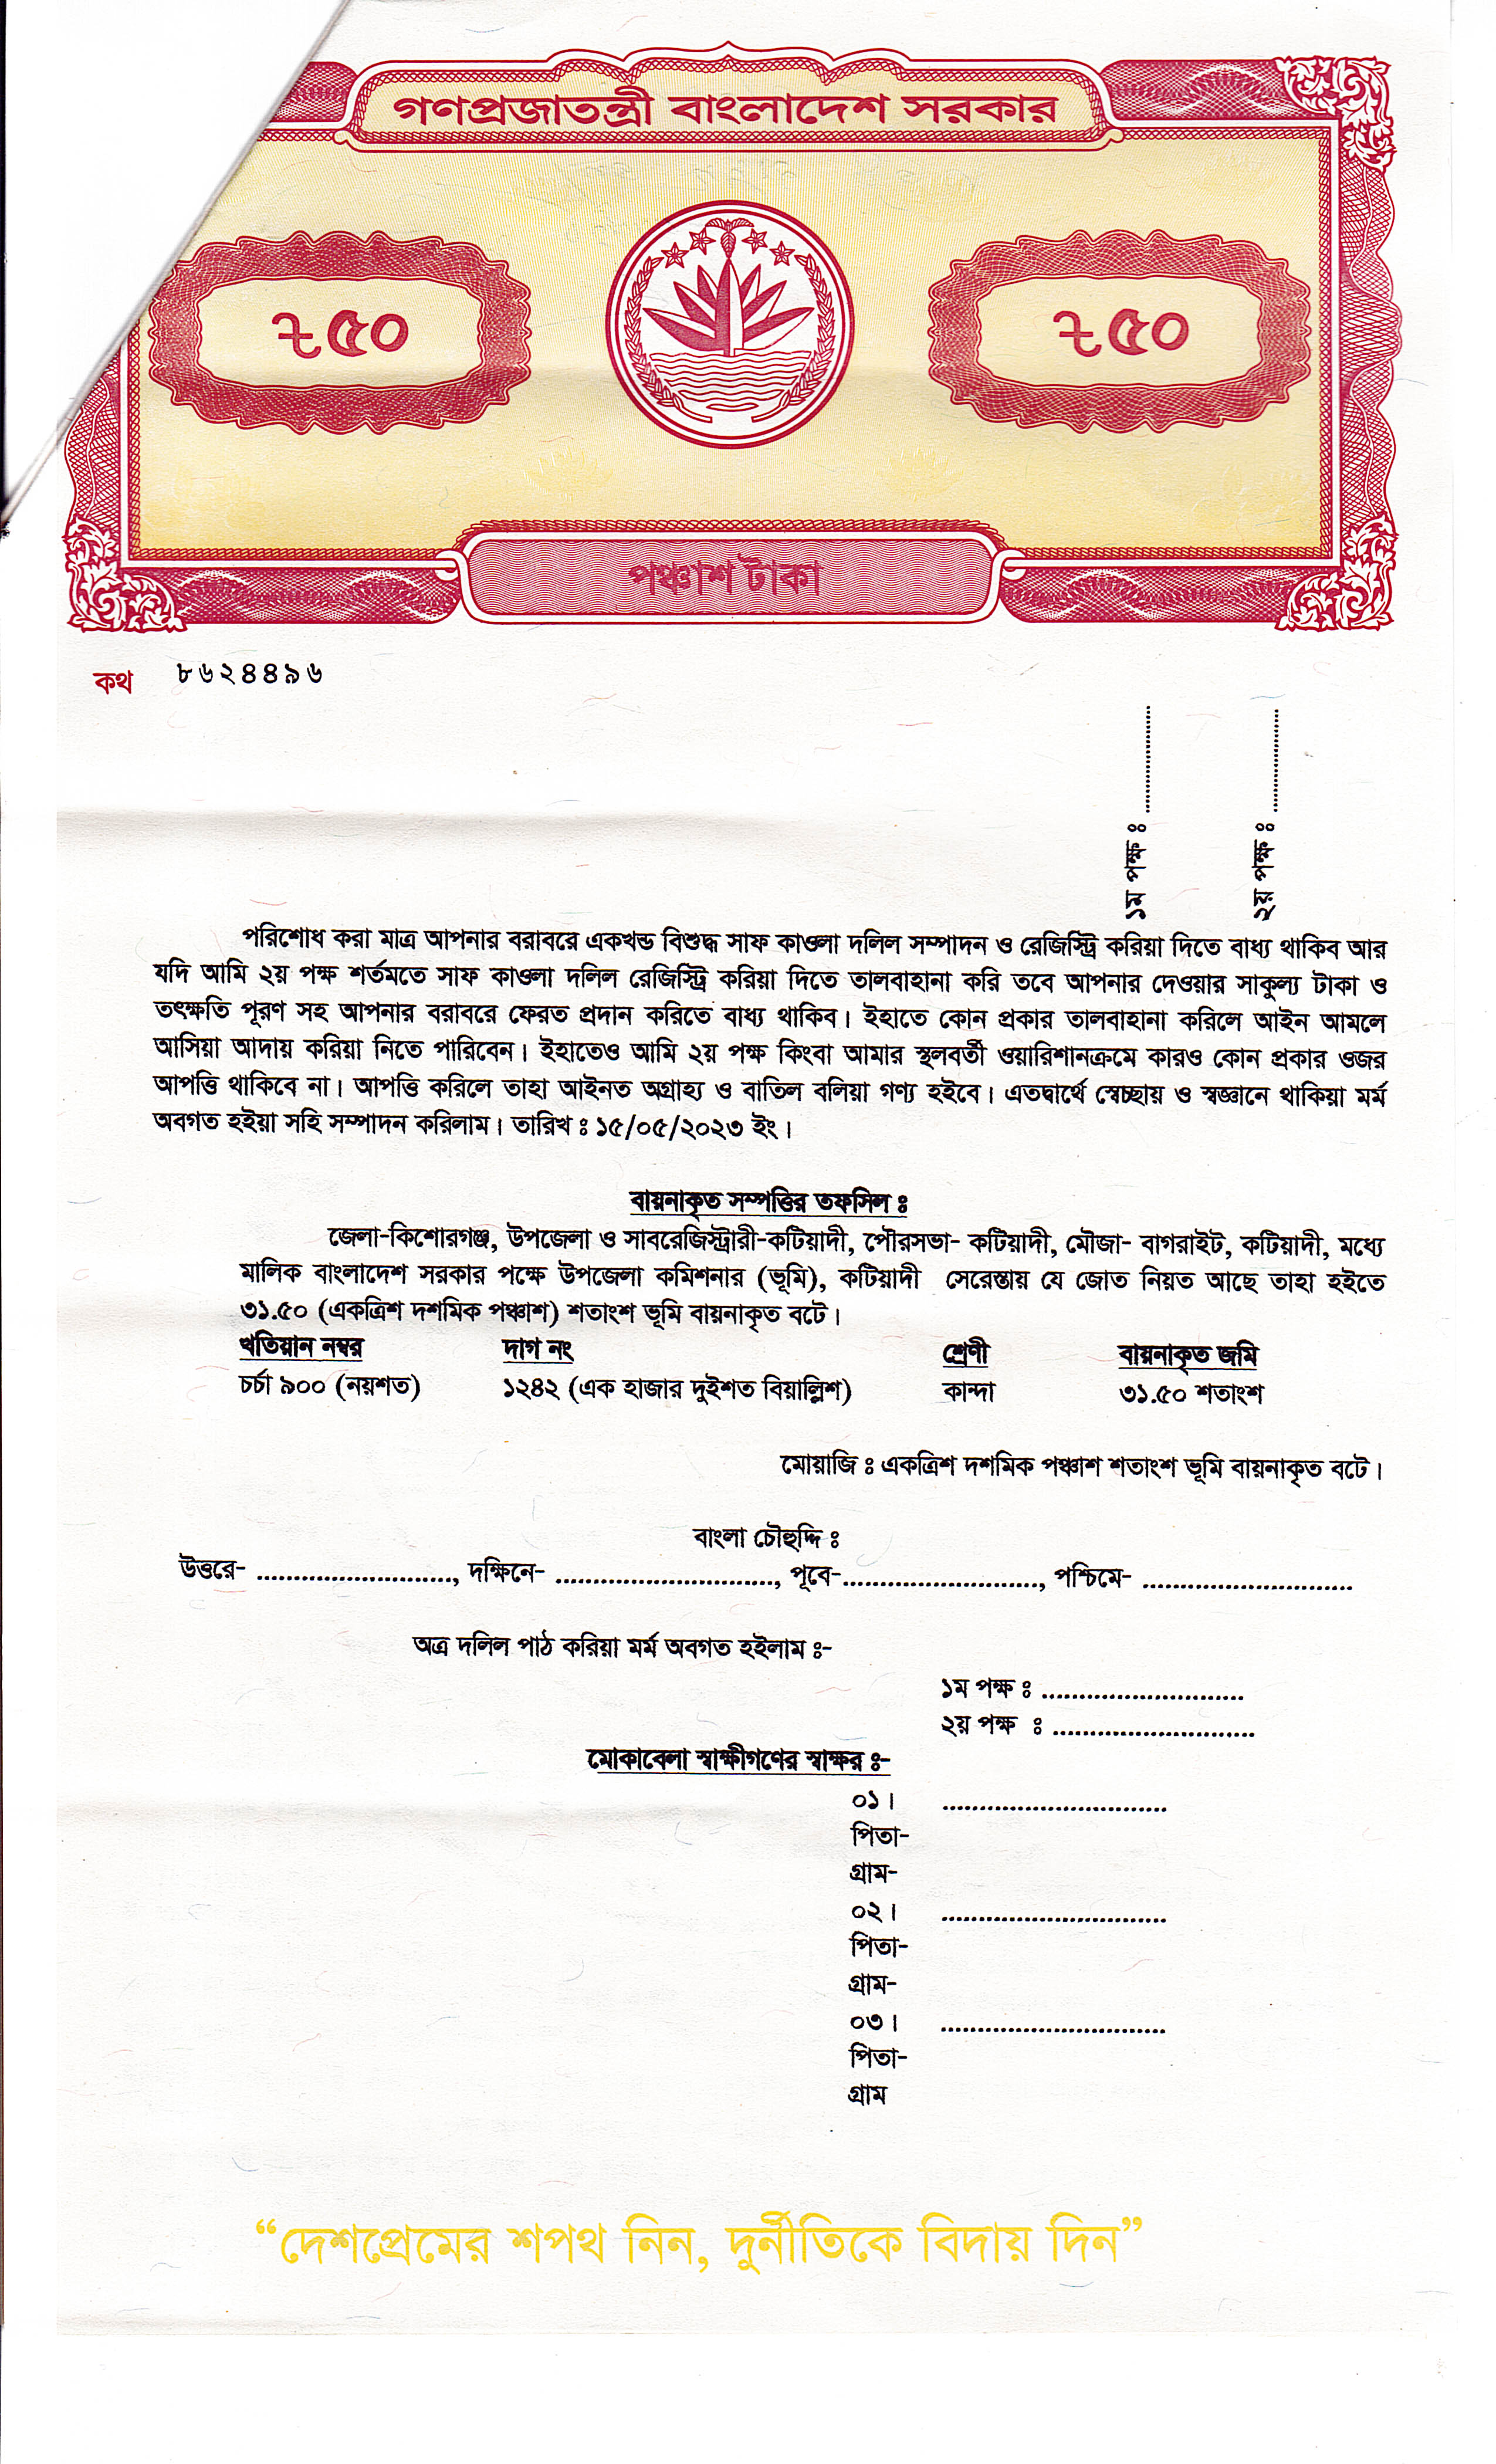 গণপ্রজাতন্ত্রী বাংলাদেশ সরকার
৳ ৫০
৳ ৫০
পঞ্চাশ টাকা
কথ ৮৬২৪৪৯৬
১ম পক্ষ ঃ ...........................
২য় পক্ষ ঃ ...........................
পরিশোধ করা মাত্র আপনার বরাবরে একখন্ড বিশুদ্ধ সাফ কাওলা দলিল সম্পাদন ও রেজিস্ট্রি করিয়া দিতে বাধ্য থাকিব আর
যদি আমি ২য় পক্ষ শর্তমতে সাফ কাওলা দলিল রেজিস্ট্রি করিয়া দিতে তালবাহানা করি তবে আপনার দেওয়ার সাকুল্য টাকা ও
তৎক্ষতি পূরণ সহ আপনার বরাবরে ফেরত প্রদান করিতে বাধ্য থাকিব। ইহাতে কোন প্রকার তালবাহানা করিলে আইন আমলে
আসিয়া আদায় করিয়া নিতে পারিবেন। ইহাতেও আমি ২য় পক্ষ কিংবা আমার স্থলবর্তী ওয়ারিশানক্রমে কারও কোন প্রকার ওজর
আপত্তি থাকিবে না। আপত্তি করিলে তাহা আইনত অগ্রাহ্য ও বাতিল বলিয়া গণ্য হইবে। এতদ্বার্থে স্বেচ্ছায় ও স্বজ্ঞানে থাকিয়া মর্ম
অবগত হইয়া সহি সম্পাদন করিলাম। তারিখ ঃ ১৫/০৫/২০২৩ ইং।
বায়নাকৃত সম্পত্তির তফসিল ঃ
জেলা-কিশোরগঞ্জ, উপজেলা ও সাবরেজিস্ট্রারী-কটিয়াদী, পৌরসভা- কটিয়াদী, মৌজা- বাগরাইট, কটিয়াদী, মধ্যে
মালিক বাংলাদেশ সরকার পক্ষে উপজেলা কমিশনার (ভূমি), কটিয়াদী সেরেস্তায় যে জোত নিয়ত আছে তাহা হইতে
৩১.৫০ (একত্রিশ দশমিক পঞ্চাশ) শতাংশ ভূমি বায়নাকৃত বটে।
খতিয়ান নম্বর দাগ নং শ্রেণী বায়নাকৃত জমি
চর্চা ৯০০ (নয়শত) ১২৪২ (এক হাজার দুইশত বিয়াল্লিশ) কান্দা ৩১.৫০ শতাংশ
মোয়াজি ঃ একত্রিশ দশমিক পঞ্চাশ শতাংশ ভূমি বায়নাকৃত বটে।
বাংলা চৌহুদ্দি ঃ
উত্তরে- .........................., দক্ষিনে- ............................., পূবে-.........................., পশ্চিমে- ............................
অত্র দলিল পাঠ করিয়া মর্ম অবগত হইলাম ঃ-
১ম পক্ষ ঃ ...........................
২য় পক্ষ ঃ ...........................
মোকাবেলা স্বাক্ষীগণের স্বাক্ষর ঃ-
০১। ..............................
পিতা-
গ্রাম-
০২। ..............................
পিতা-
গ্রাম-
০৩। ..............................
পিতা-
গ্রাম
“দেশপ্রেমের শপথ নিন, দুর্নীতিকে বিদায় দিন”